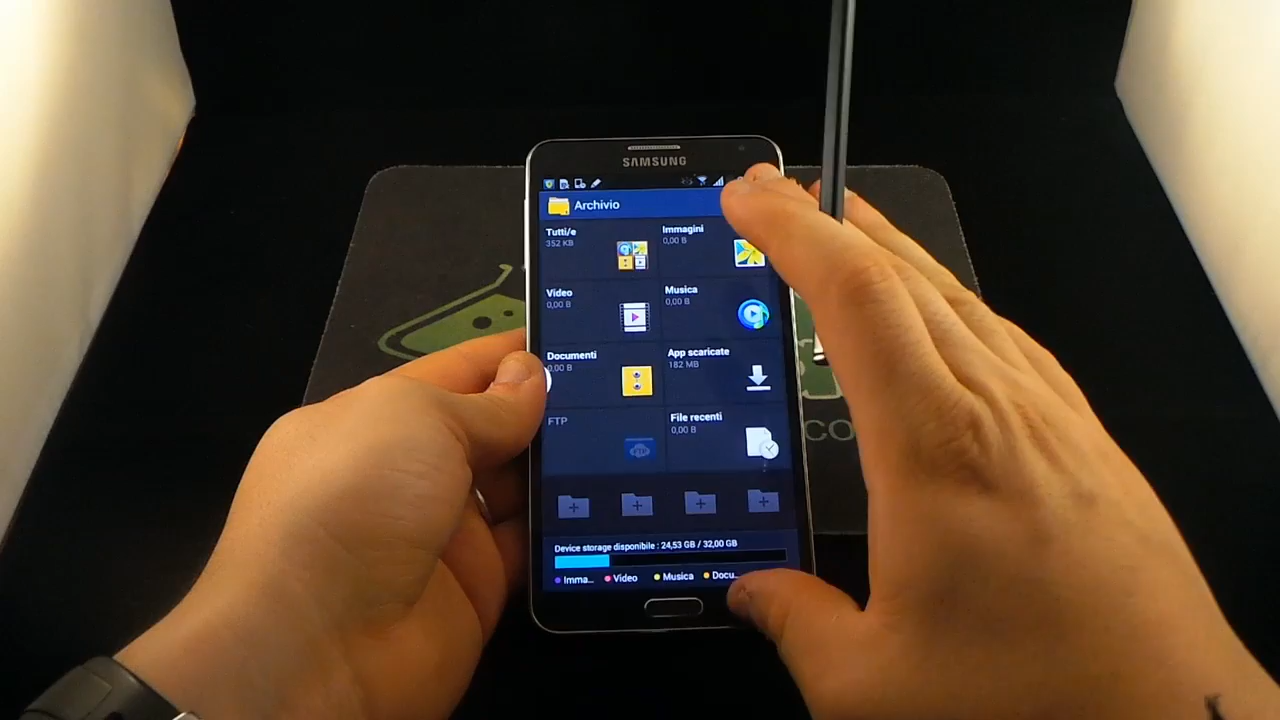 SAMSUNG
Archivio
Tutti/e
352 KB
Immagini
0,00 B
Video
0,00 B
Musica
0,00 B
Documenti
0,00 B
App scaricate
182 MB
FTP
File recenti
0,00 B
Device storage disponibile : 24,53 GB / 32,00 GB
Imma... Video Musica Docu...
CO